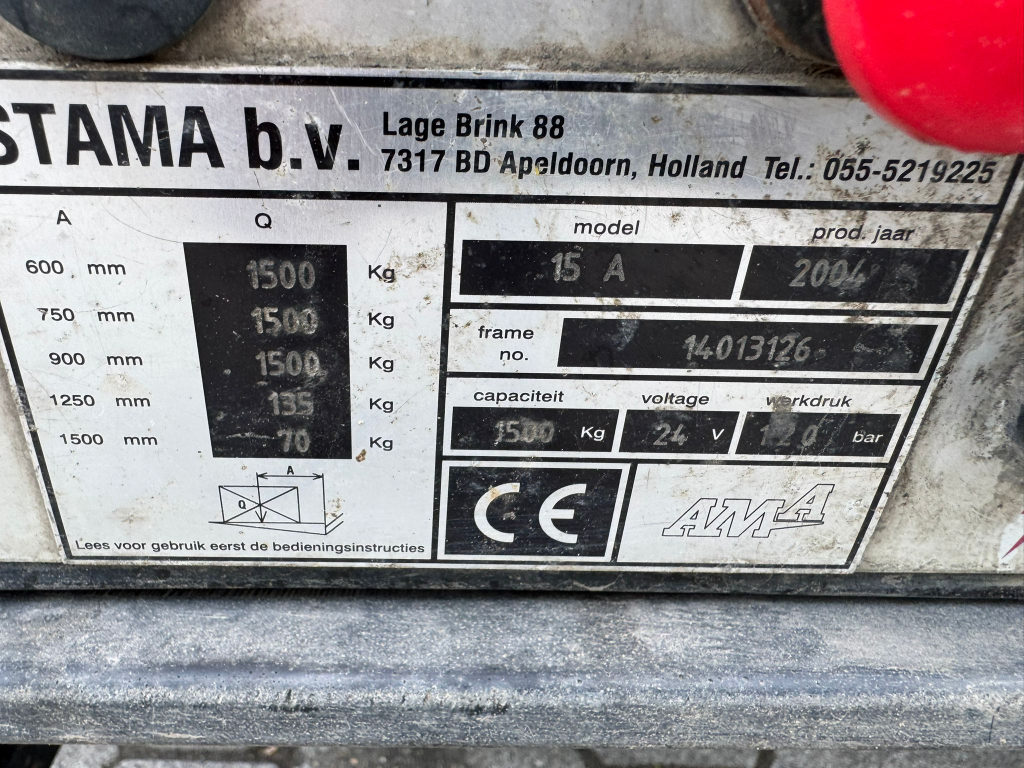 STAMA b.v.
Lage Brink 88
7317 BD Apeldoorn, Holland Tel.: 055-5219225
A Q
600 mm 1500 Kg
750 mm 1500 Kg
900 mm 1500 Kg
1250 mm 135 Kg
1500 mm 70 Kg
A
Q
Lees voor gebruik eerst de bedieningsinstructies
model
15 A
prod. jaar
2004
frame
no.
14013126
capaciteit
1500 Kg
voltage
24 V
werkdruk
120 bar
CE
AMA